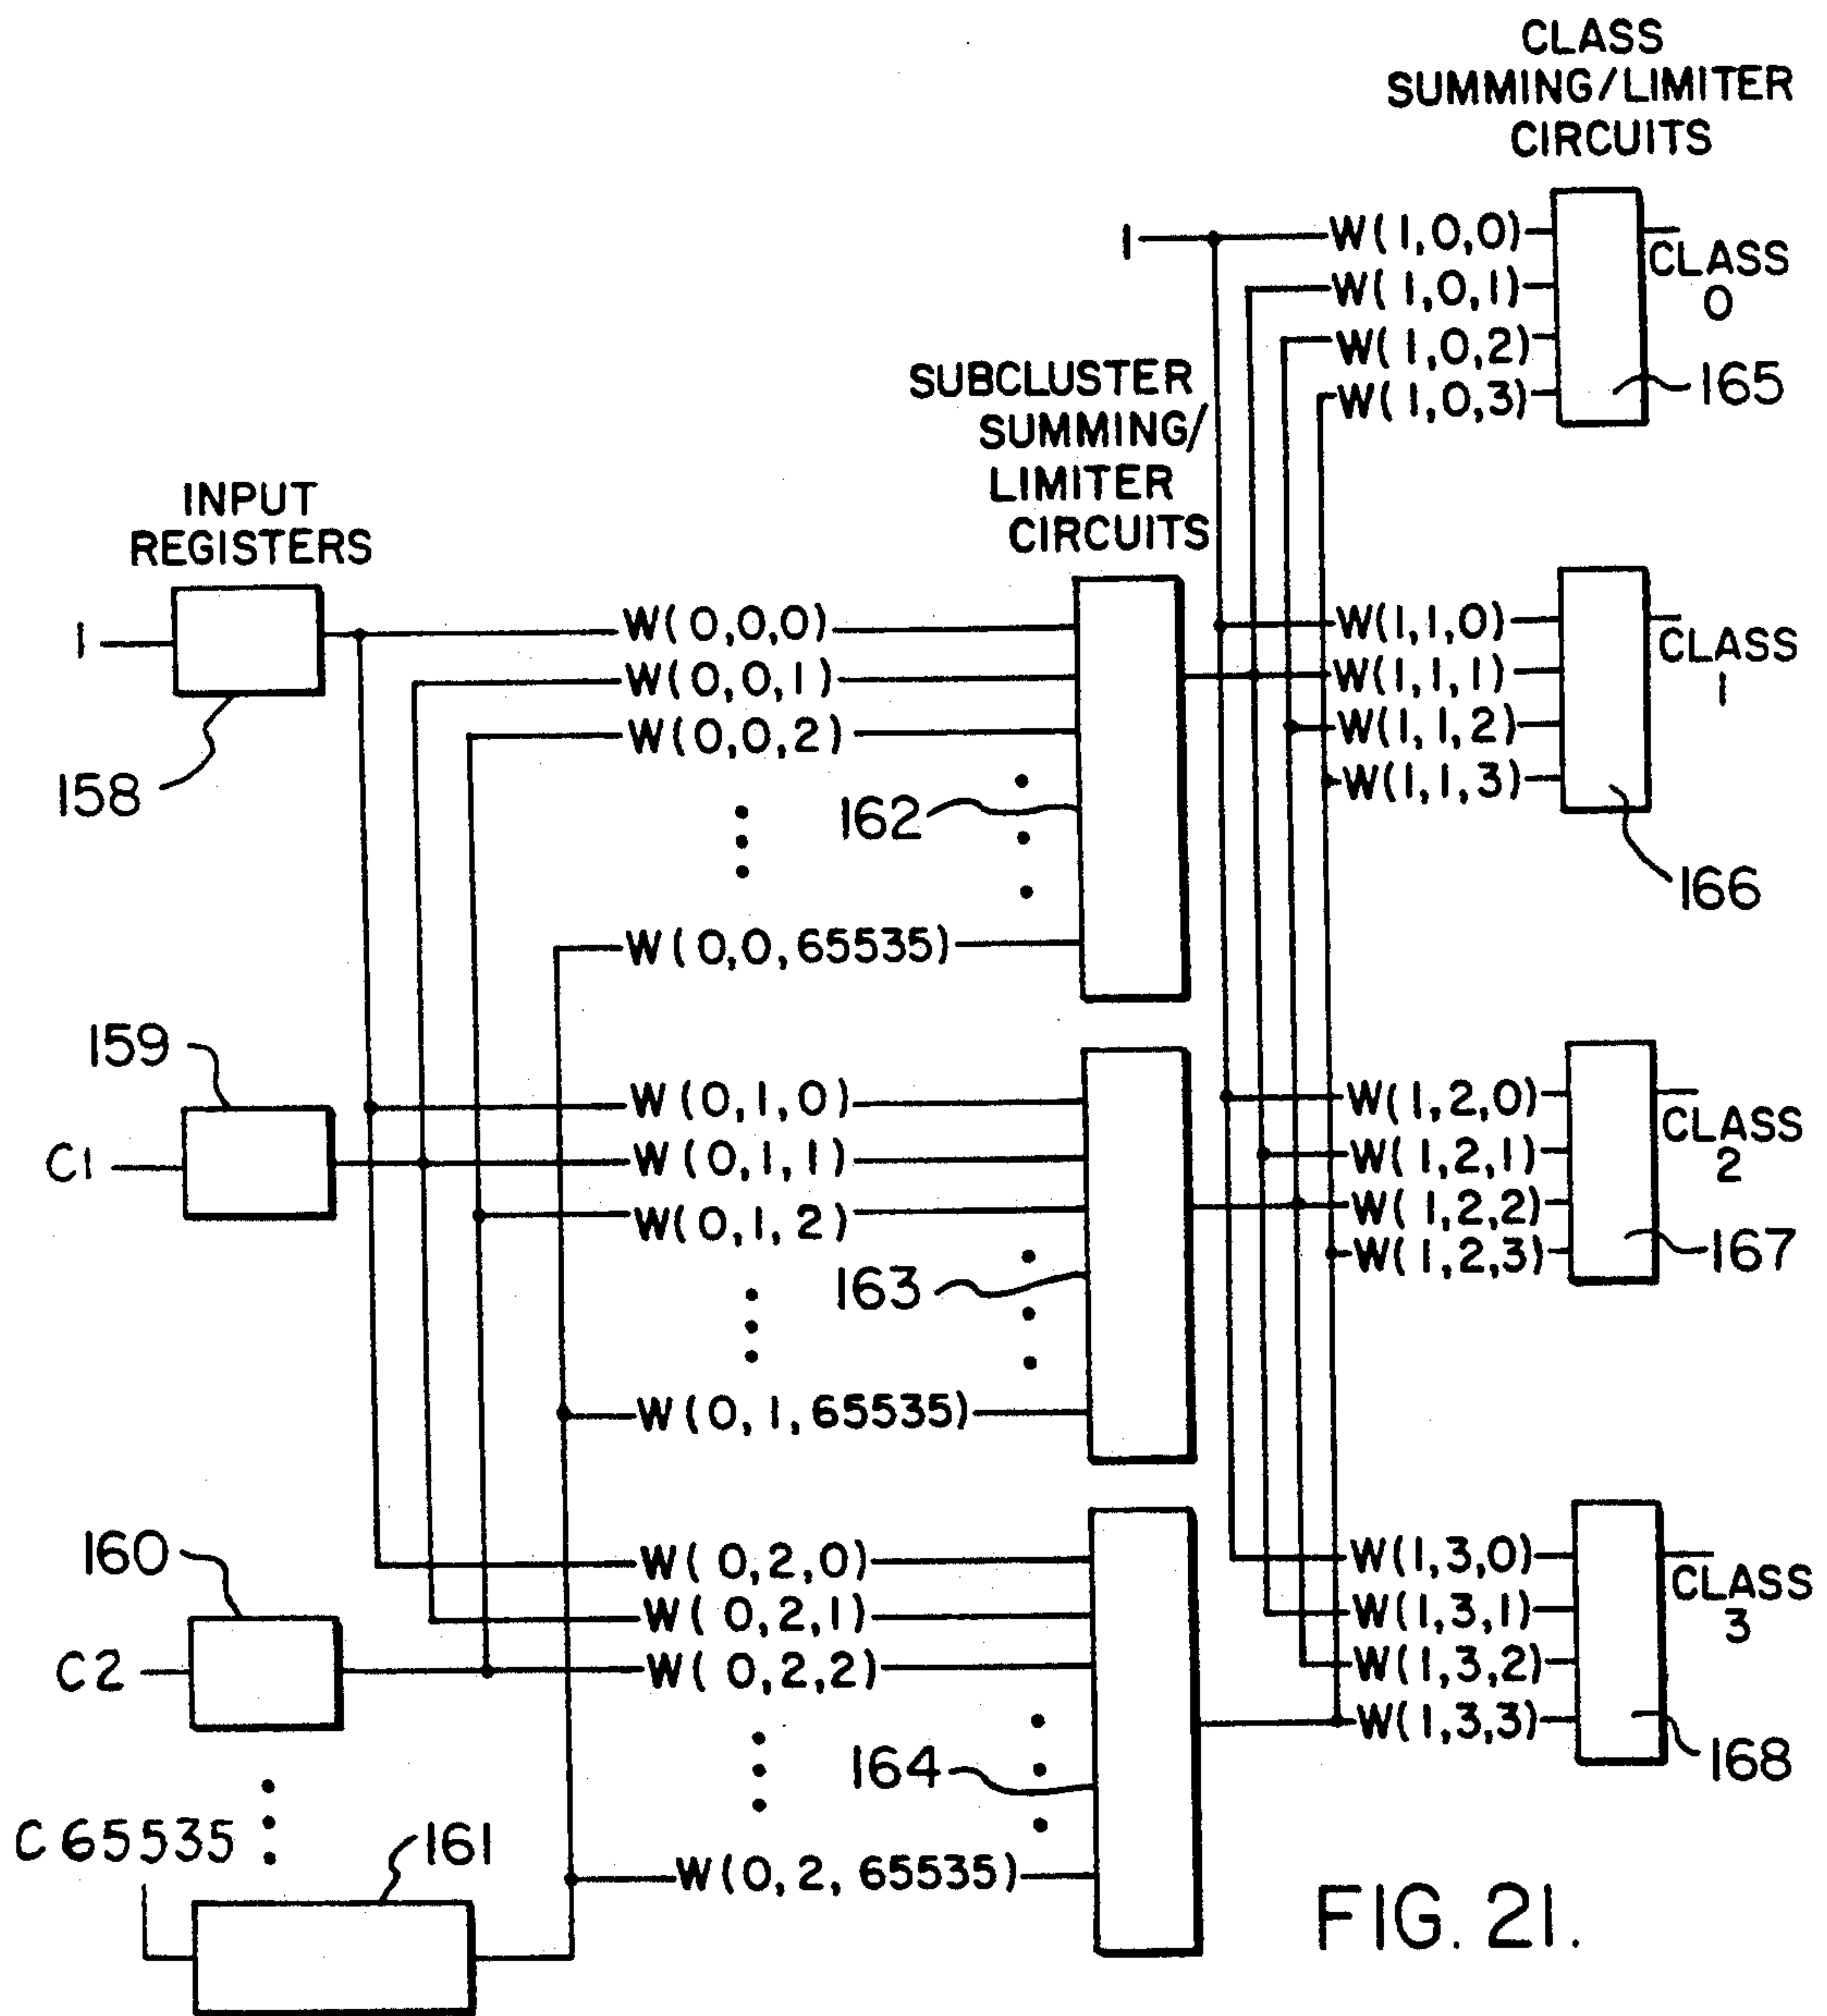 CLASS
SUMMING/LIMITER
CIRCUITS
1
W(1,0,0)
W(1,0,1)
W(1,0,2)
W(1,0,3)
CLASS
0
165
SUBCLUSTER
SUMMING/
LIMITER
CIRCUITS
INPUT
REGISTERS
1
158
W(0,0,0)
W(0,0,1)
W(0,0,2)
W(0,0,65535)
162
W(1,1,0)
W(1,1,1)
W(1,1,2)
W(1,1,3)
CLASS
1
166
159
C1
W(0,1,0)
W(0,1,1)
W(0,1,2)
W(0,1,65535)
163
W(1,2,0)
W(1,2,1)
W(1,2,2)
W(1,2,3)
CLASS
2
167
160
C2
W(0,2,0)
W(0,2,1)
W(0,2,2)
W(0,2,65535)
164
W(1,3,0)
W(1,3,1)
W(1,3,2)
W(1,3,3)
CLASS
3
168
C65535
161
FIG. 21.